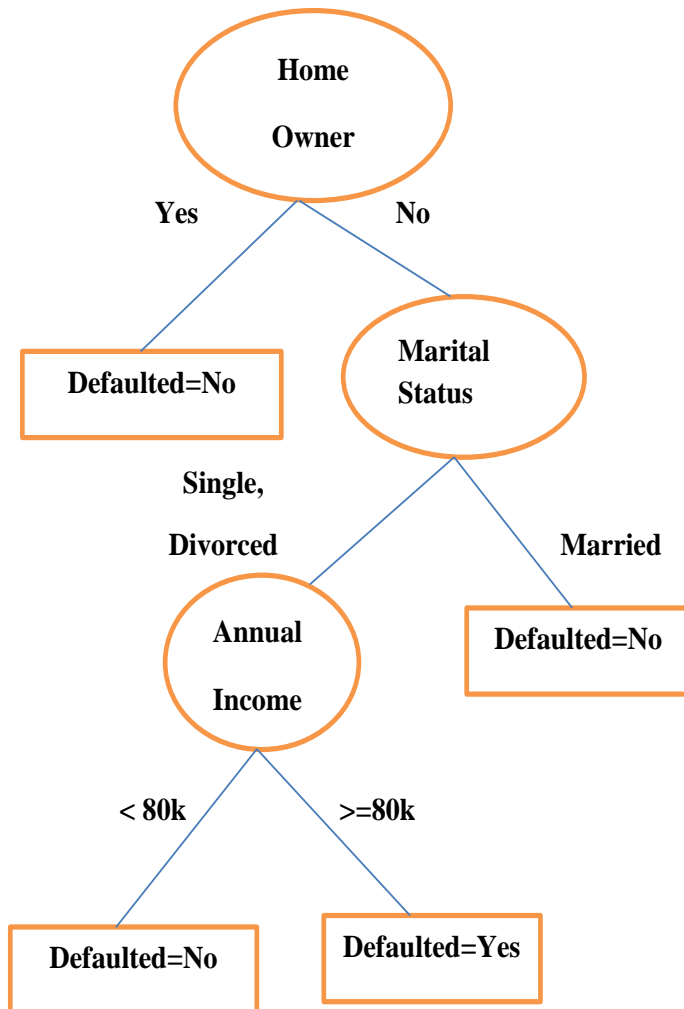 Home
Owner
Yes
No
Defaulted=No
Marital
Status
Single,
Divorced
Married
Annual
Income
Defaulted=No
< 80k
>=80k
Defaulted=No
Defaulted=Yes